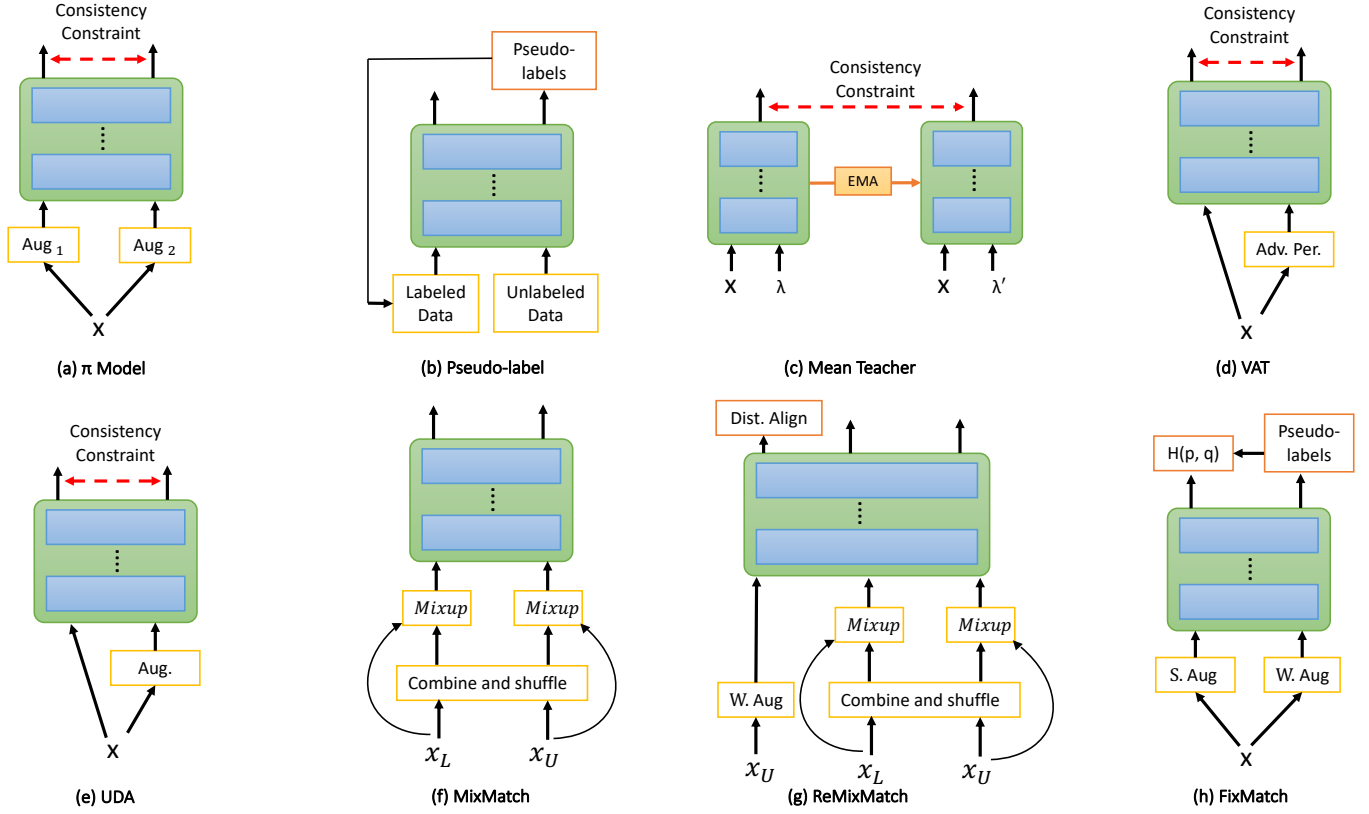 Consistency
Constraint
Aug 1
Aug 2
X
(a) π Model
Pseudo-
labels
Labeled
Data
Unlabeled
Data
(b) Pseudo-label
Consistency
Constraint
EMA
X
λ
X
λ′
(c) Mean Teacher
Consistency
Constraint
Adv. Per.
X
(d) VAT
Consistency
Constraint
Aug.
X
(e) UDA
Mixup
Mixup
Combine and shuffle
x_L
x_U
(f) MixMatch
Dist. Align
Mixup
Mixup
W. Aug
Combine and shuffle
x_U
x_L
x_U
(g) ReMixMatch
H(p, q)
Pseudo-
labels
S. Aug
W. Aug
X
(h) FixMatch